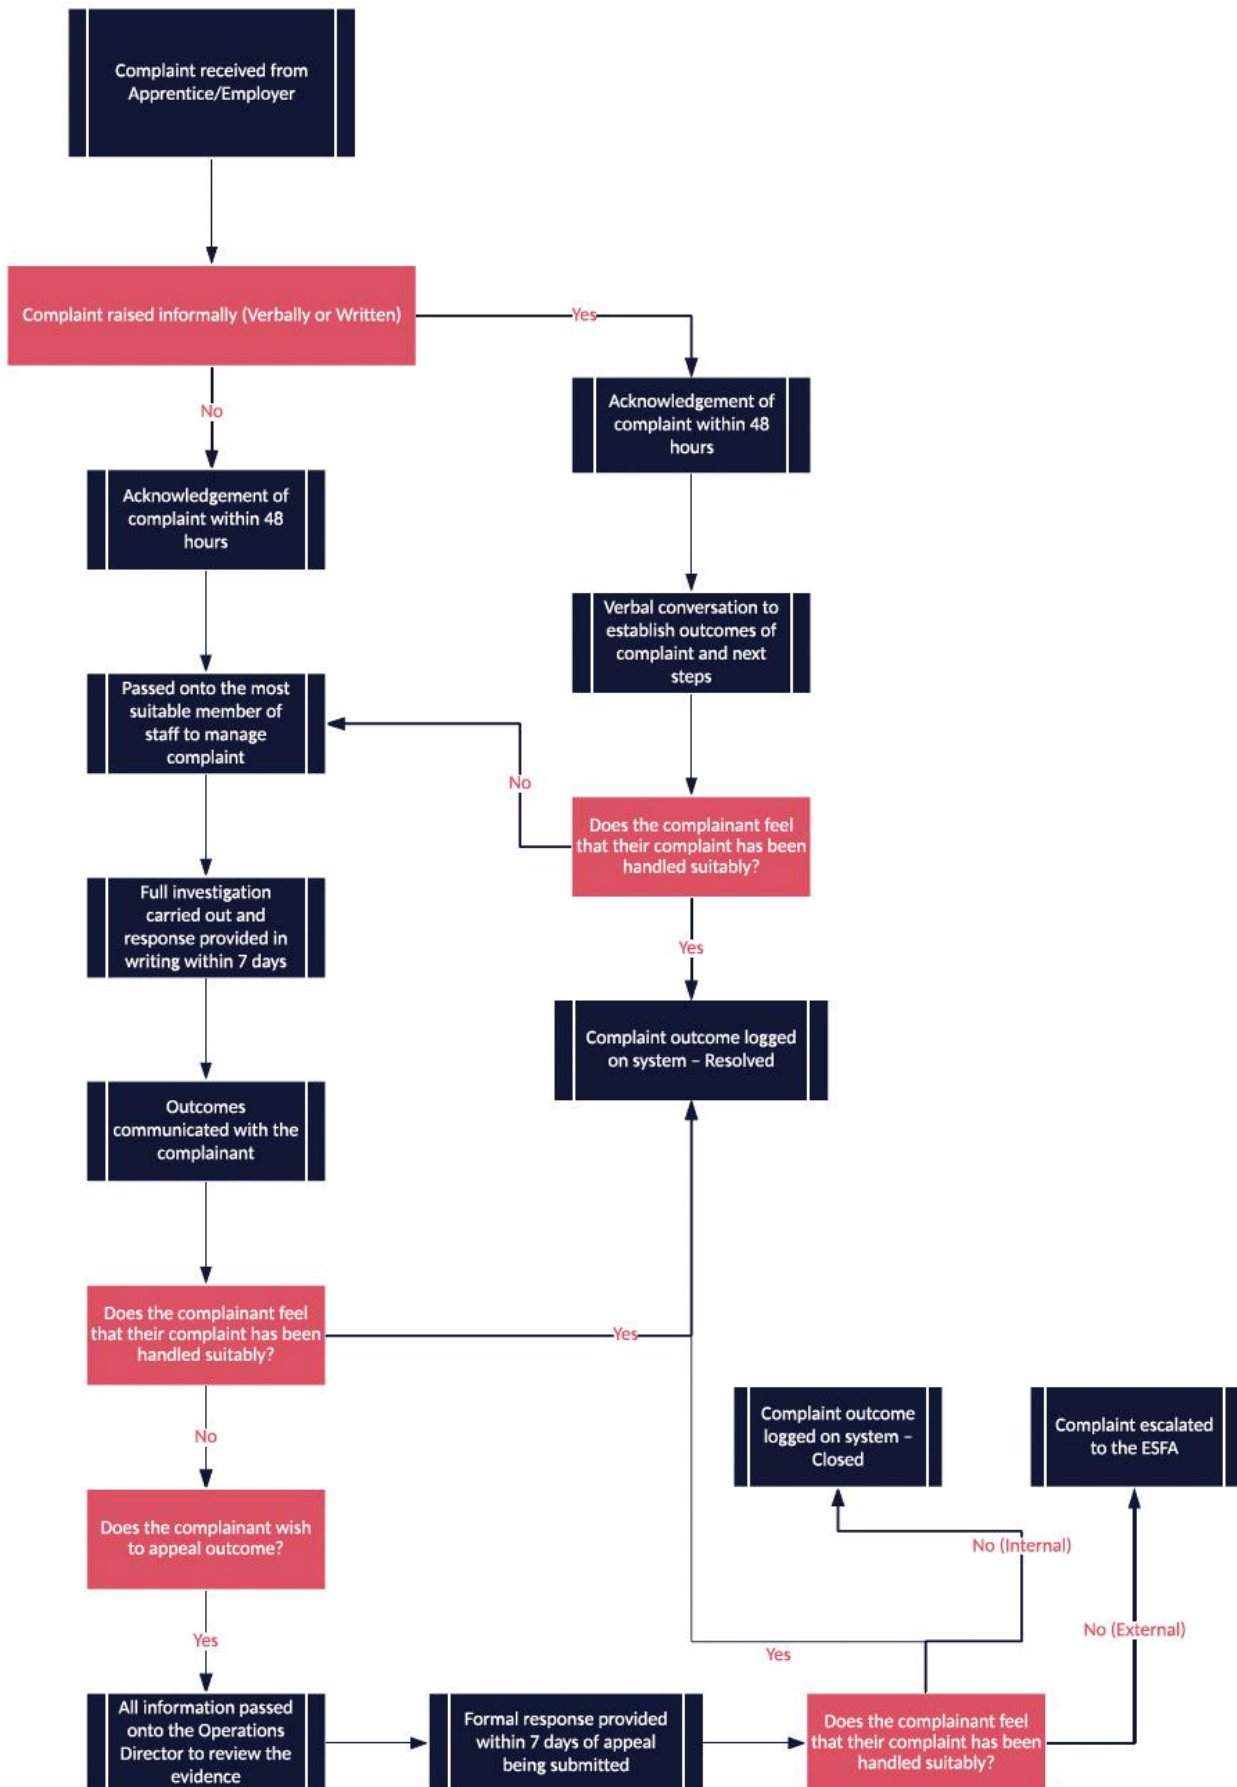 Complaint received from
Apprentice/Employer
Complaint raised informally (Verbally or Written)
Yes
No
Acknowledgement of
complaint within 48
hours
Acknowledgement of
complaint within 48
hours
Verbal conversation to
establish outcomes of
complaint and next
steps
Passed onto the most
suitable member of
staff to manage
complaint
No
Does the complainant feel
that their complaint has been
handled suitably?
Full investigation
carried out and
response provided in
writing within 7 days
Yes
Complaint outcome logged
on system – Resolved
Outcomes
communicated with the
complainant
Does the complainant feel
that their complaint has been
handled suitably?
Yes
No
Complaint outcome
logged on system –
Closed
Complaint escalated
to the ESFA
Does the complainant wish
to appeal outcome?
No (Internal)
No (External)
Yes
Yes
All information passed
onto the Operations
Director to review the
evidence
Formal response provided
within 7 days of appeal
being submitted
Does the complainant feel
that their complaint has been
handled suitably?